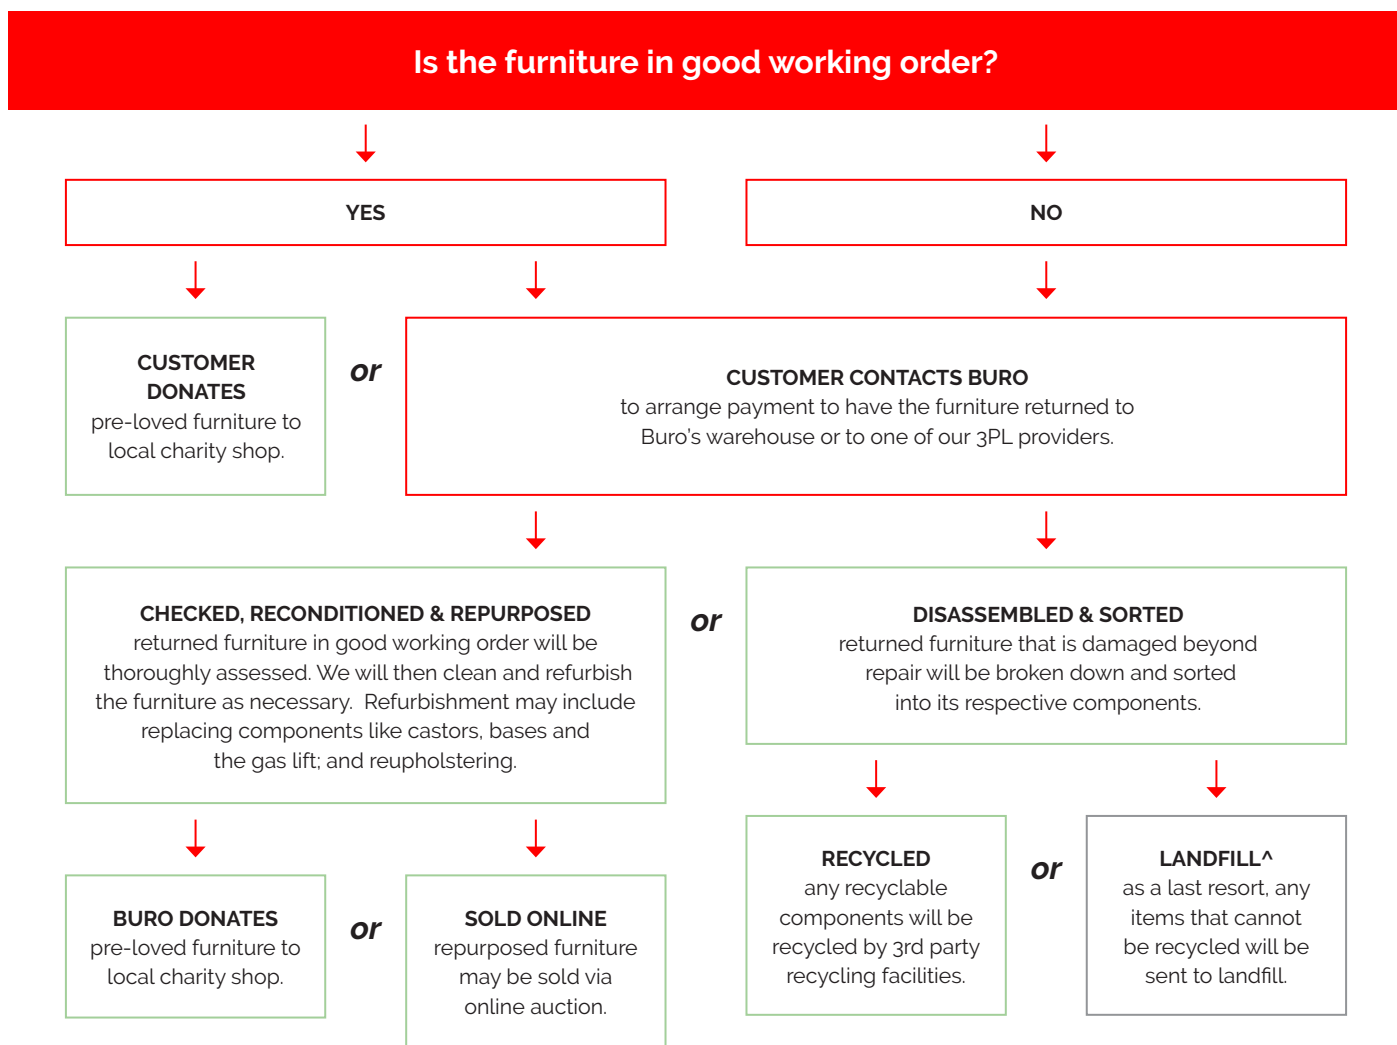 Is the furniture in good working order?
YES
NO
CUSTOMER
DONATES
pre-loved furniture to
local charity shop.
or
CUSTOMER CONTACTS BURO
to arrange payment to have the furniture returned to
Buro's warehouse or to one of our 3PL providers.
CHECKED, RECONDITIONED & REPURPOSED
returned furniture in good working order will be
thoroughly assessed. We will then clean and refurbish
the furniture as necessary.  Refurbishment may include
replacing components like castors, bases and
the gas lift; and reupholstering.
or
DISASSEMBLED & SORTED
returned furniture that is damaged beyond
repair will be broken down and sorted
into its respective components.
BURO DONATES
pre-loved furniture to
local charity shop.
or
SOLD ONLINE
repurposed furniture
may be sold via
online auction.
RECYCLED
any recyclable
components will be
recycled by 3rd party
recycling facilities.
or
LANDFILL^
as a last resort, any
items that cannot
be recycled will be
sent to landfill.